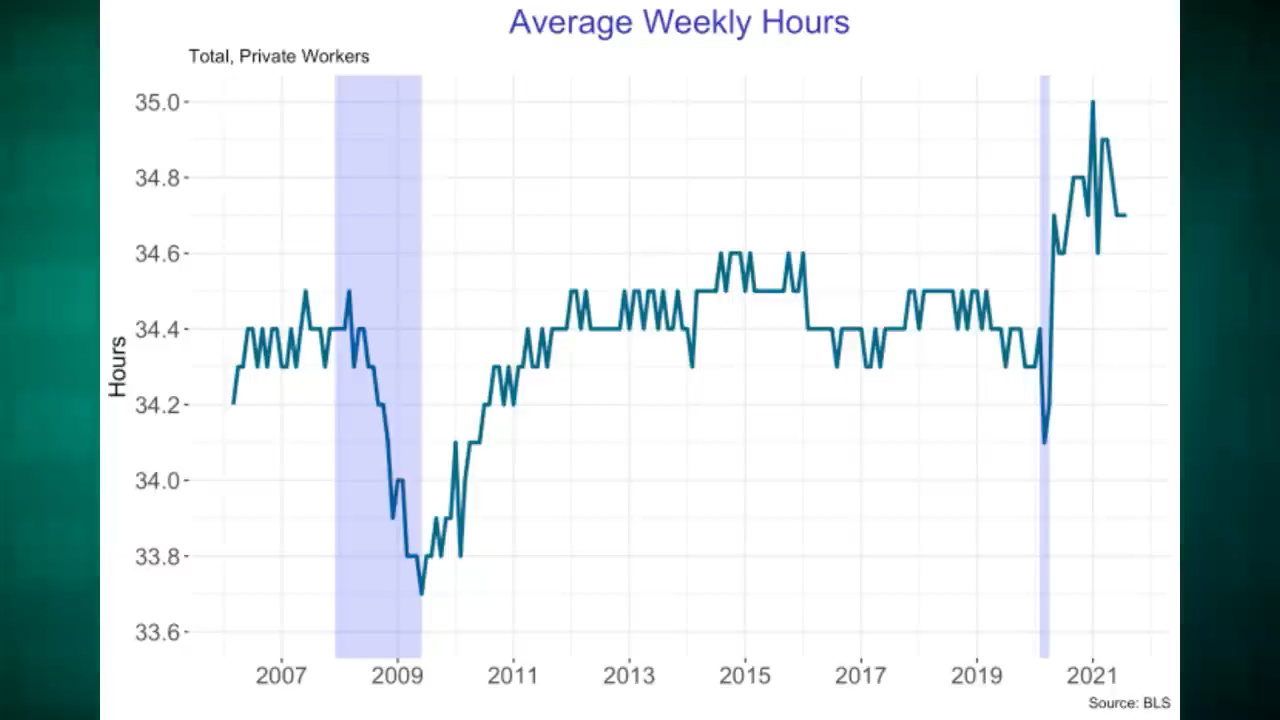 Average Weekly Hours
Total, Private Workers
35.0
34.8
34.6
34.4
34.2
34.0
33.8
33.6
Hours
2007 2009 2011 2013 2015 2017 2019 2021
Source: BLS